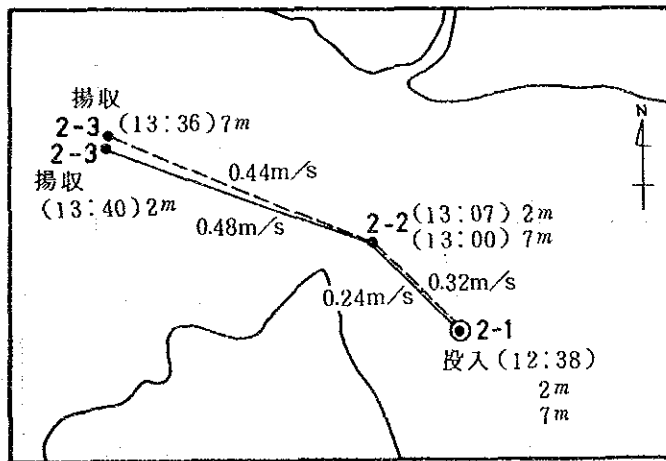 揚収
2-3 (13:36)7m
2-3
揚収
(13:40)2m
N
0.44m/s
0.48m/s
2-2 (13:07) 2m
(13:00) 7m
0.32m/s
0.24m/s
2-1
投入(12:38)
2m
7m